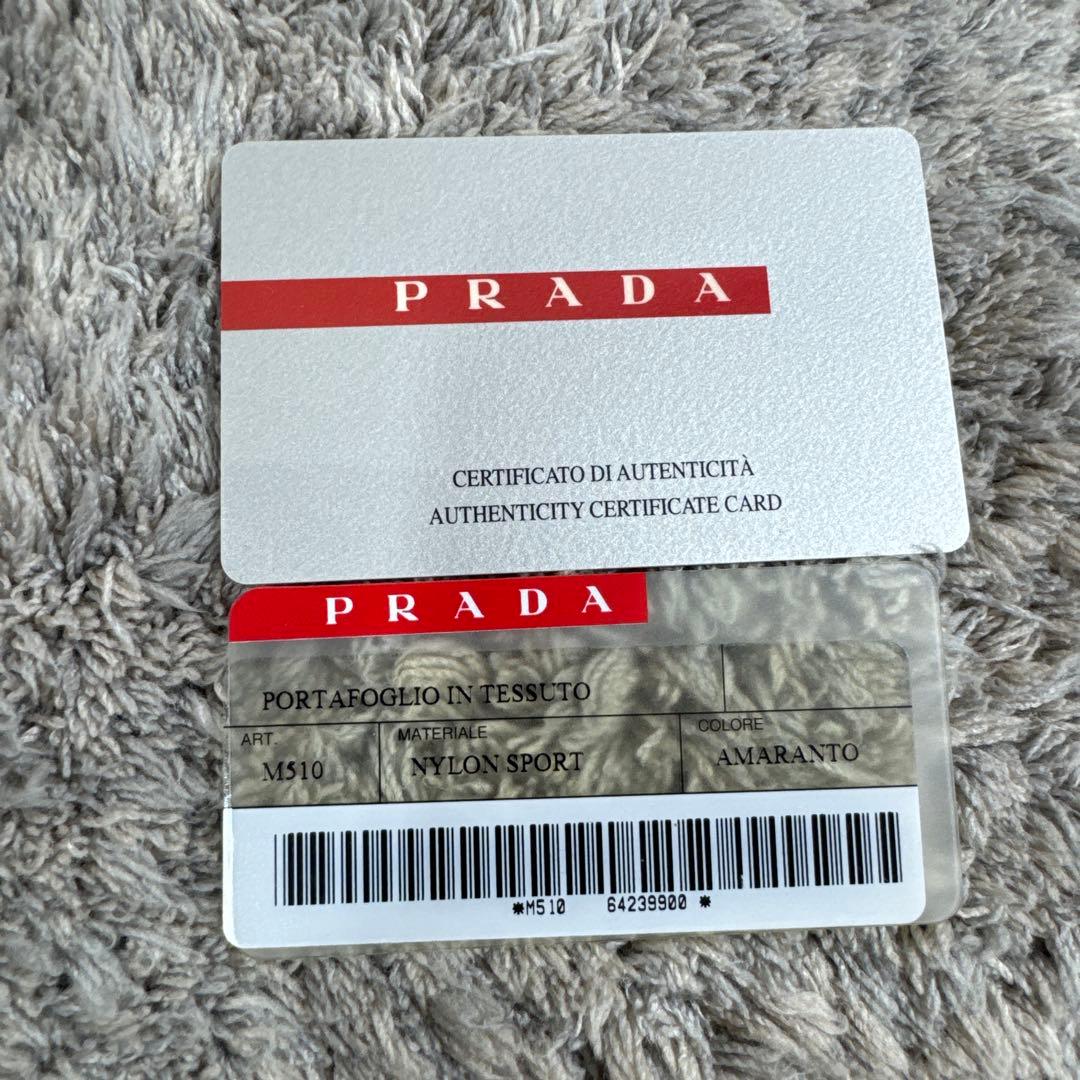 PRADA
CERTIFICATO DI AUTENTICITÀ
AUTHENTICITY CERTIFICATE CARD
PRADA
PORTAFOGLIO IN TESSUTO
ART. MATERIALE COLORE
M510 NYLON SPORT AMARANTO
*M510 64239900 *